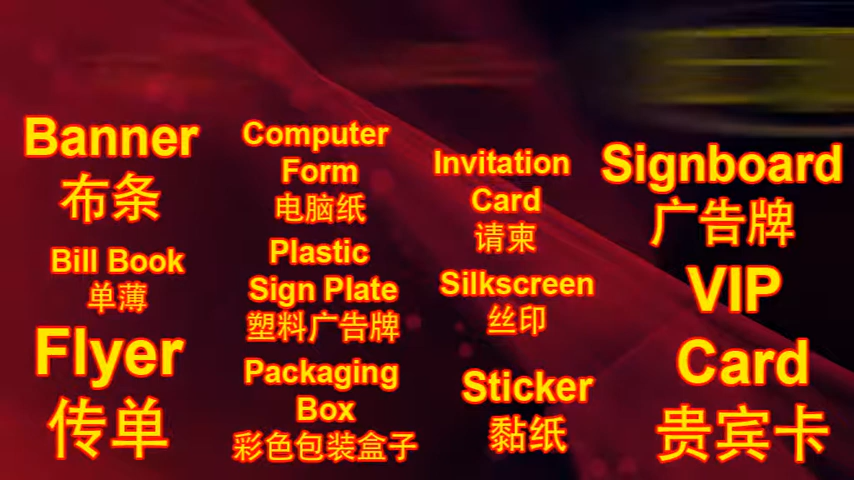 Banner
布条
Bill Book
单薄
Flyer
传单
Computer
Form
电脑纸
Plastic
Sign Plate
塑料广告牌
Packaging
Box
彩色包装盒子
Invitation
Card
请柬
Silkscreen
丝印
Sticker
黏纸
Signboard
广告牌
VIP
Card
贵宾卡